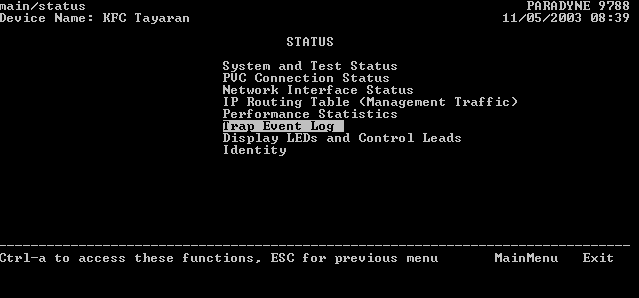 main/status PARADYNE 9788
Device Name: KFC Tayaran 11/05/2003 08:39
STATUS
System and Test Status
PVC Connection Status
Network Interface Status
IP Routing Table (Management Traffic)
Performance Statistics
Trap Event Log
Display LEDs and Control Leads
Identity
Ctrl-a to access these functions, ESC for previous menu MainMenu Exit